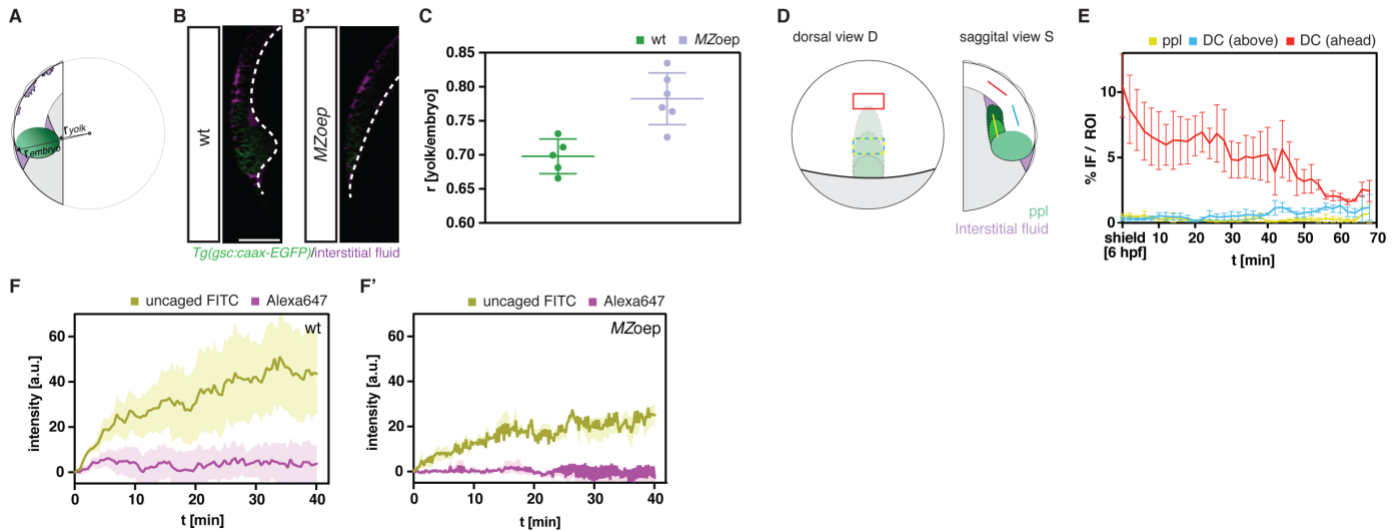 A
r yolk
r embryo
B
wt
B'
MZoep
Tg(gsc:caax-EGFP)/interstitial fluid
C
wt MZoep
r [yolk/embryo]
0.85
0.80
0.75
0.70
0.65
0.60
D
dorsal view D
saggital view S
ppl
Interstitial fluid
E
ppl DC (above) DC (ahead)
% IF / ROI
10
5
0
shield 10 20 30 40 50 60 70
[6 hpf]
t [min]
F
uncaged FITC Alexa647
wt
intensity [a.u.]
60
40
20
0
0 10 20 30 40
t [min]
F'
uncaged FITC Alexa647
MZoep
intensity [a.u.]
60
40
20
0
0 10 20 30 40
t [min]